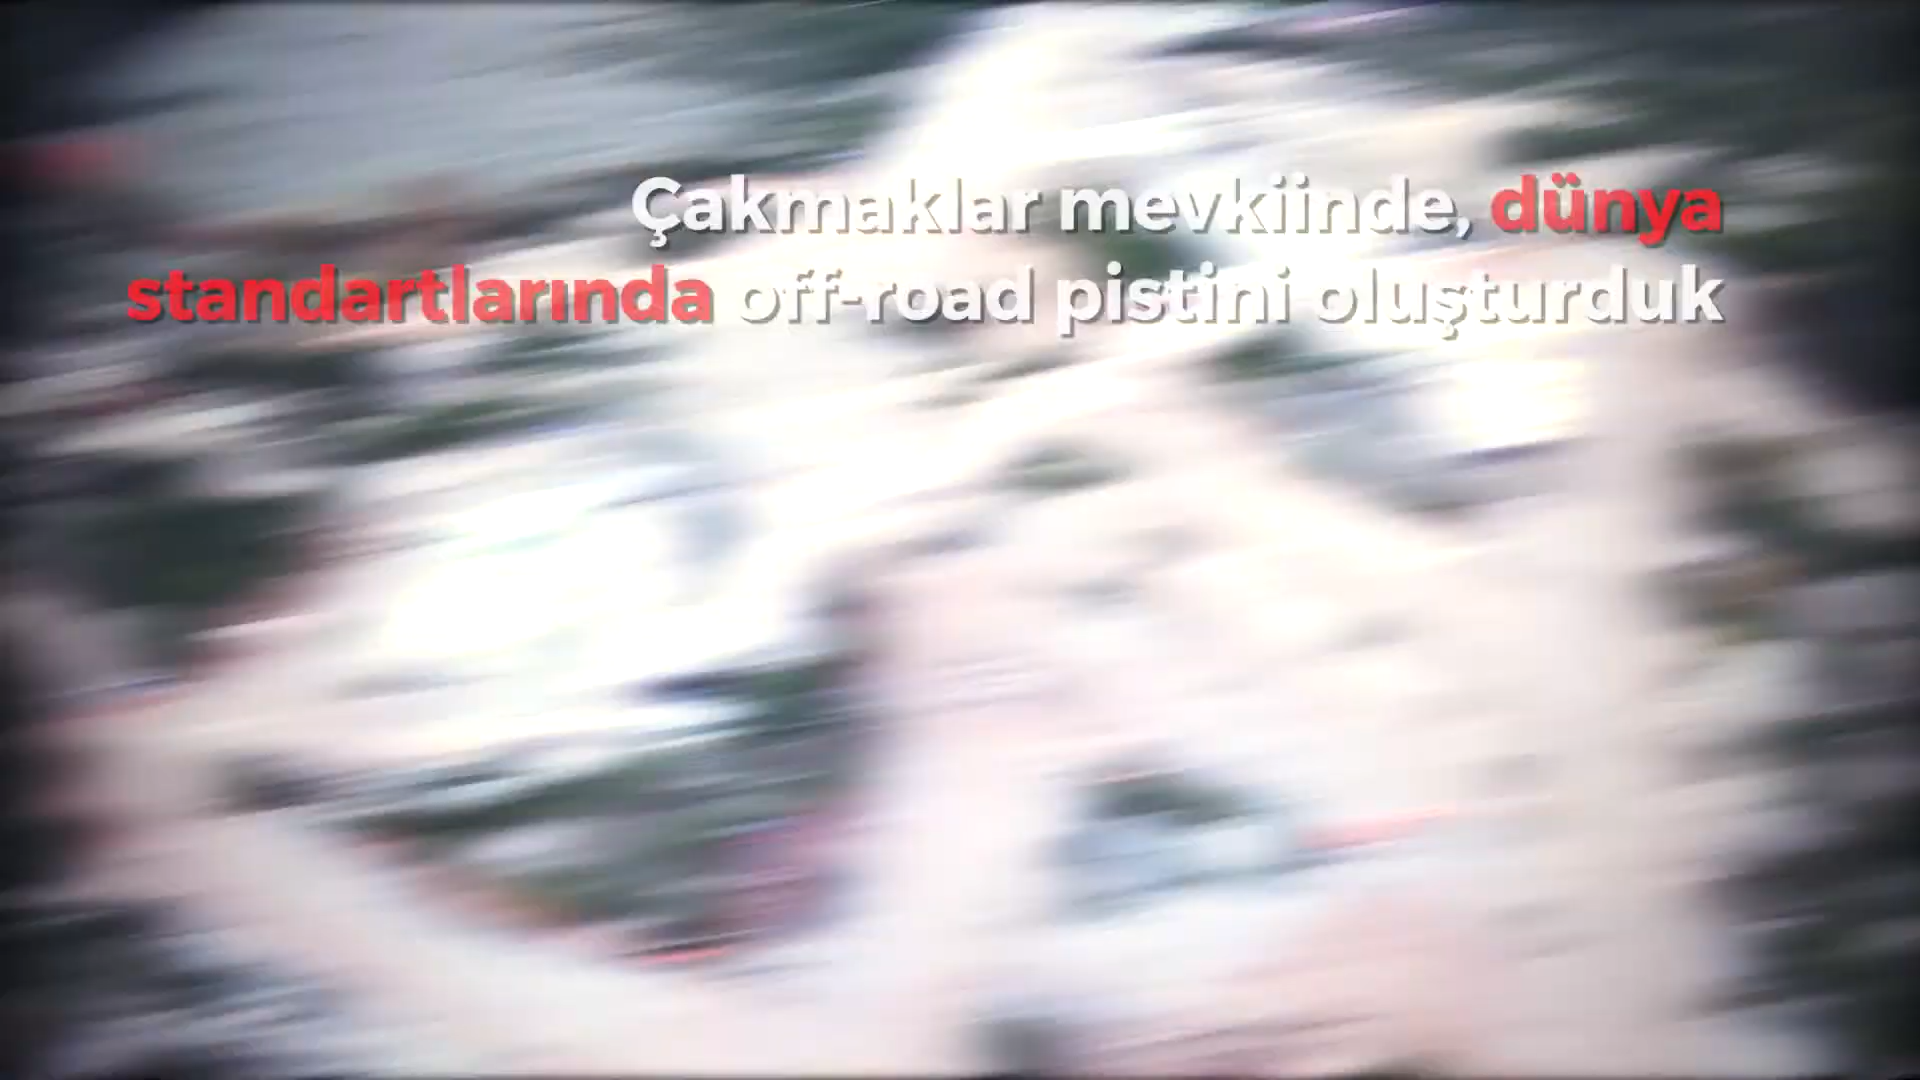 Çakmaklar mevkiinde, dünya
standartlarında off-road pistini oluşturduk